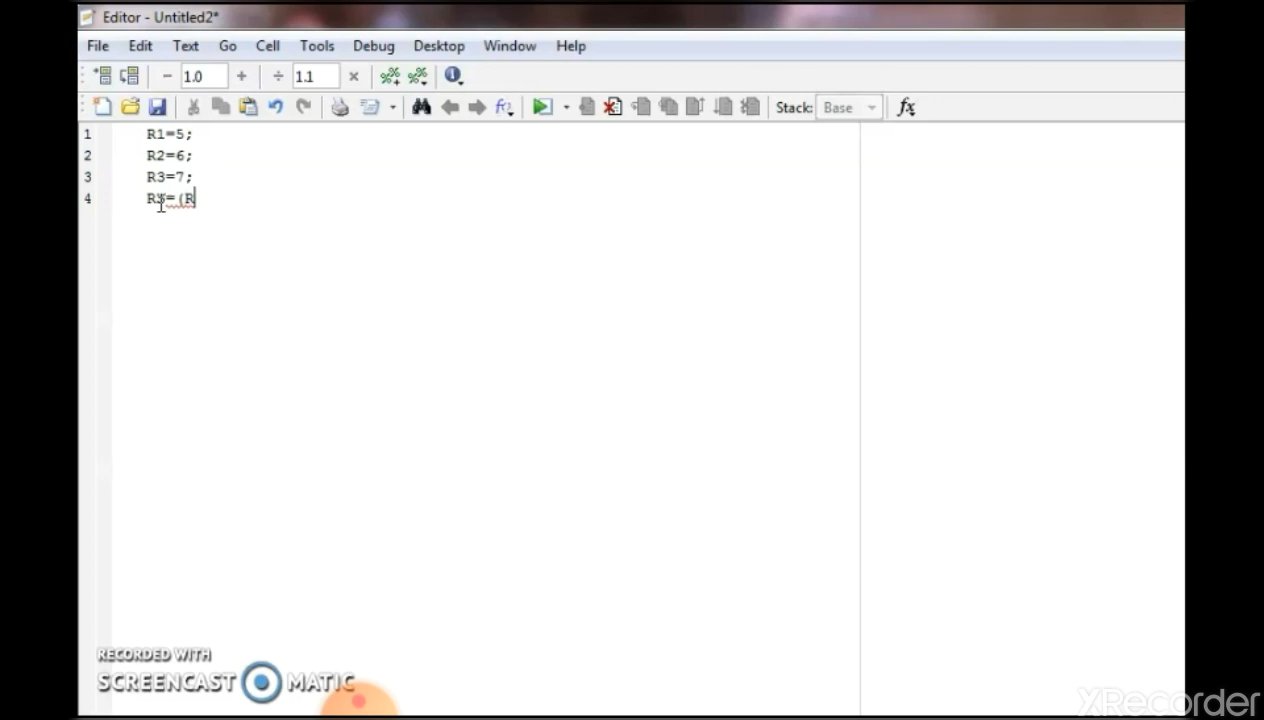 Editor - Untitled2*
File Edit Text Go Cell Tools Debug Desktop Window Help
1.0 1.1
Stack: Base fx
1 R1=5;
2 R2=6;
3 R3=7;
4 =(R
RECORDED WITH
SCREENCAST MATIC
XRecorder